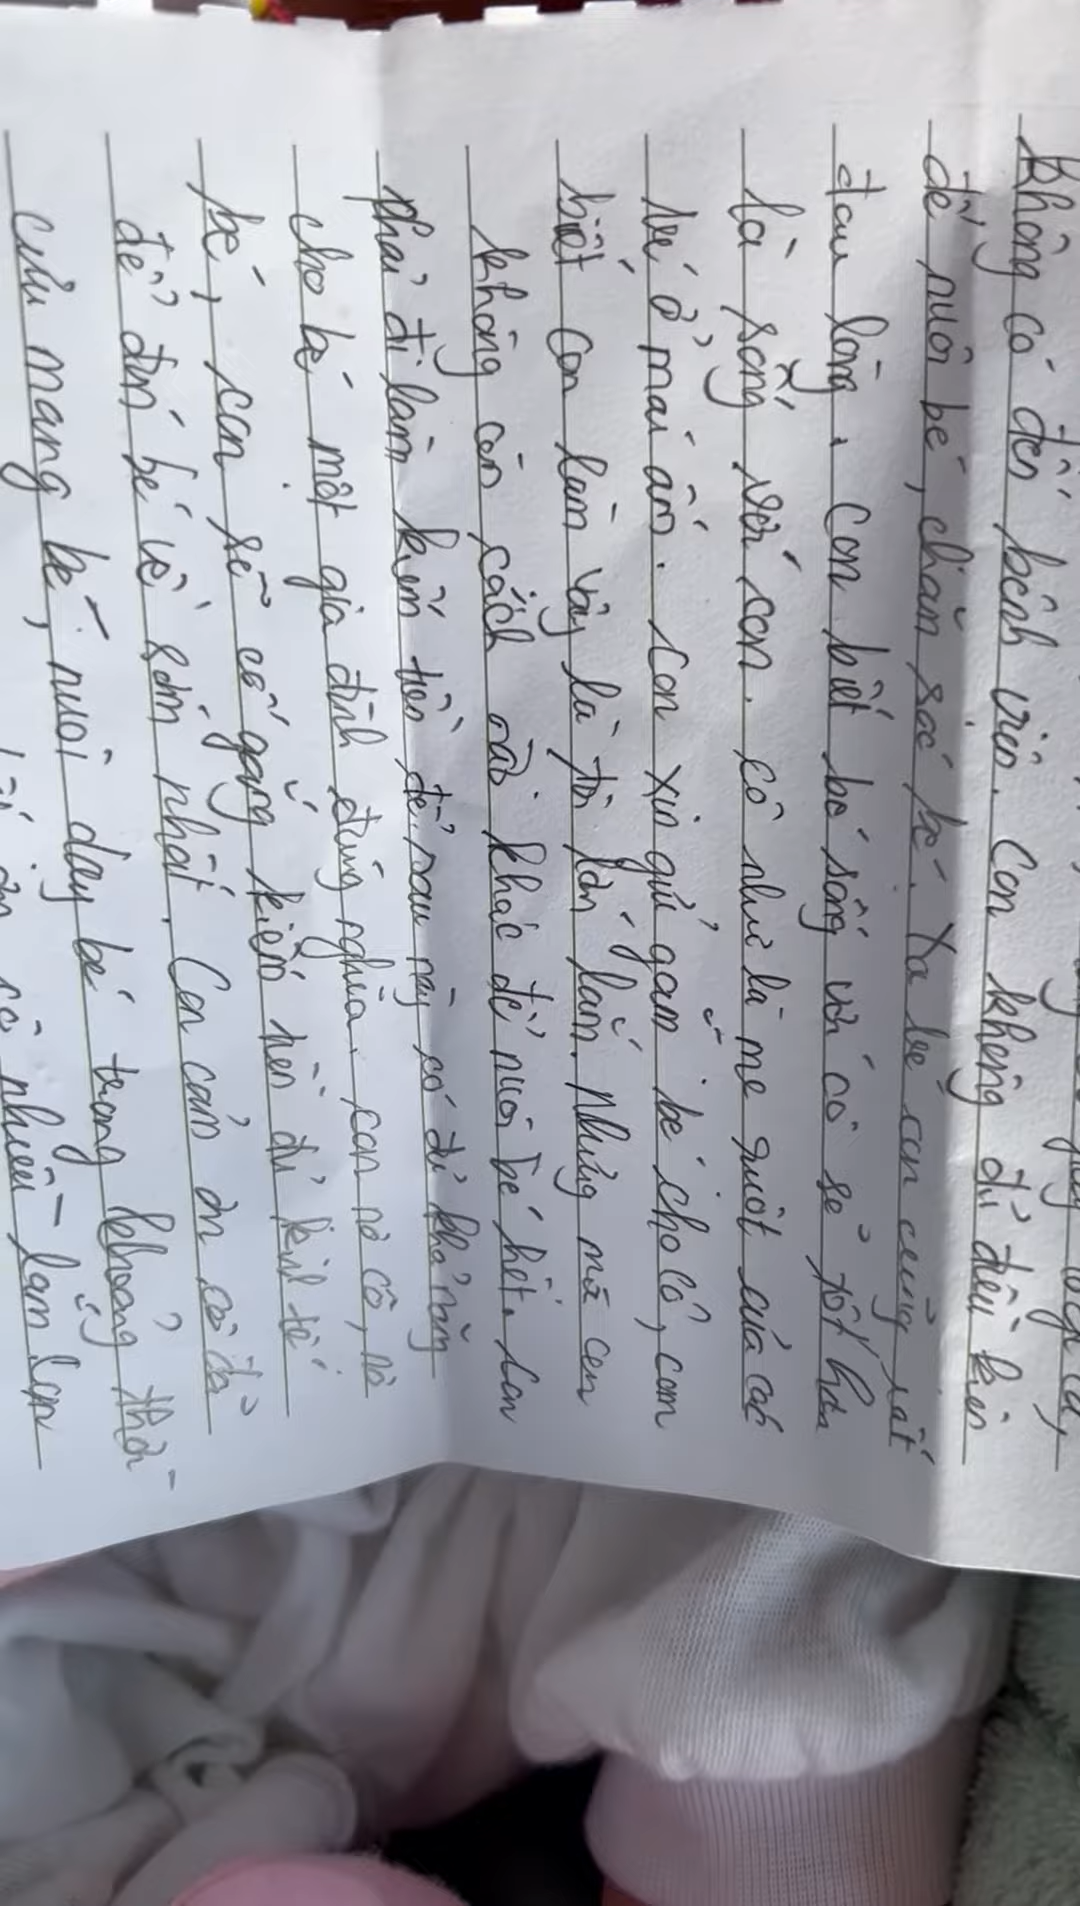 Không có đến bệnh viện. Con không đủ điều kiện
để nuôi bé, chăm sóc bé. Xa bé con cũng rất
đau lòng. Con biết bé sống với cô sẻ tốt hơn
là sống với con. Cô như là mẹ ruột của các
bé ở mái ấm. Con xin gửi gắm bé cho cô, con
biết con làm vậy là tàn lắm. Nhưng mà con
không còn cách nào khác để nuôi bé hết. Con
phải đi làm kiếm tiền để sau này có đủ khả năng
cho bé một gia đình đúng nghĩa. con nợ cô, nợ
bé, con sẽ cố gắng kiếm tiền đủ kinh tế
để đón bé về sớm nhất. Con cảm ơn cô đã
cưu mang bé, nuôi dạy bé trong khoảng thời
cô nhiều lắm